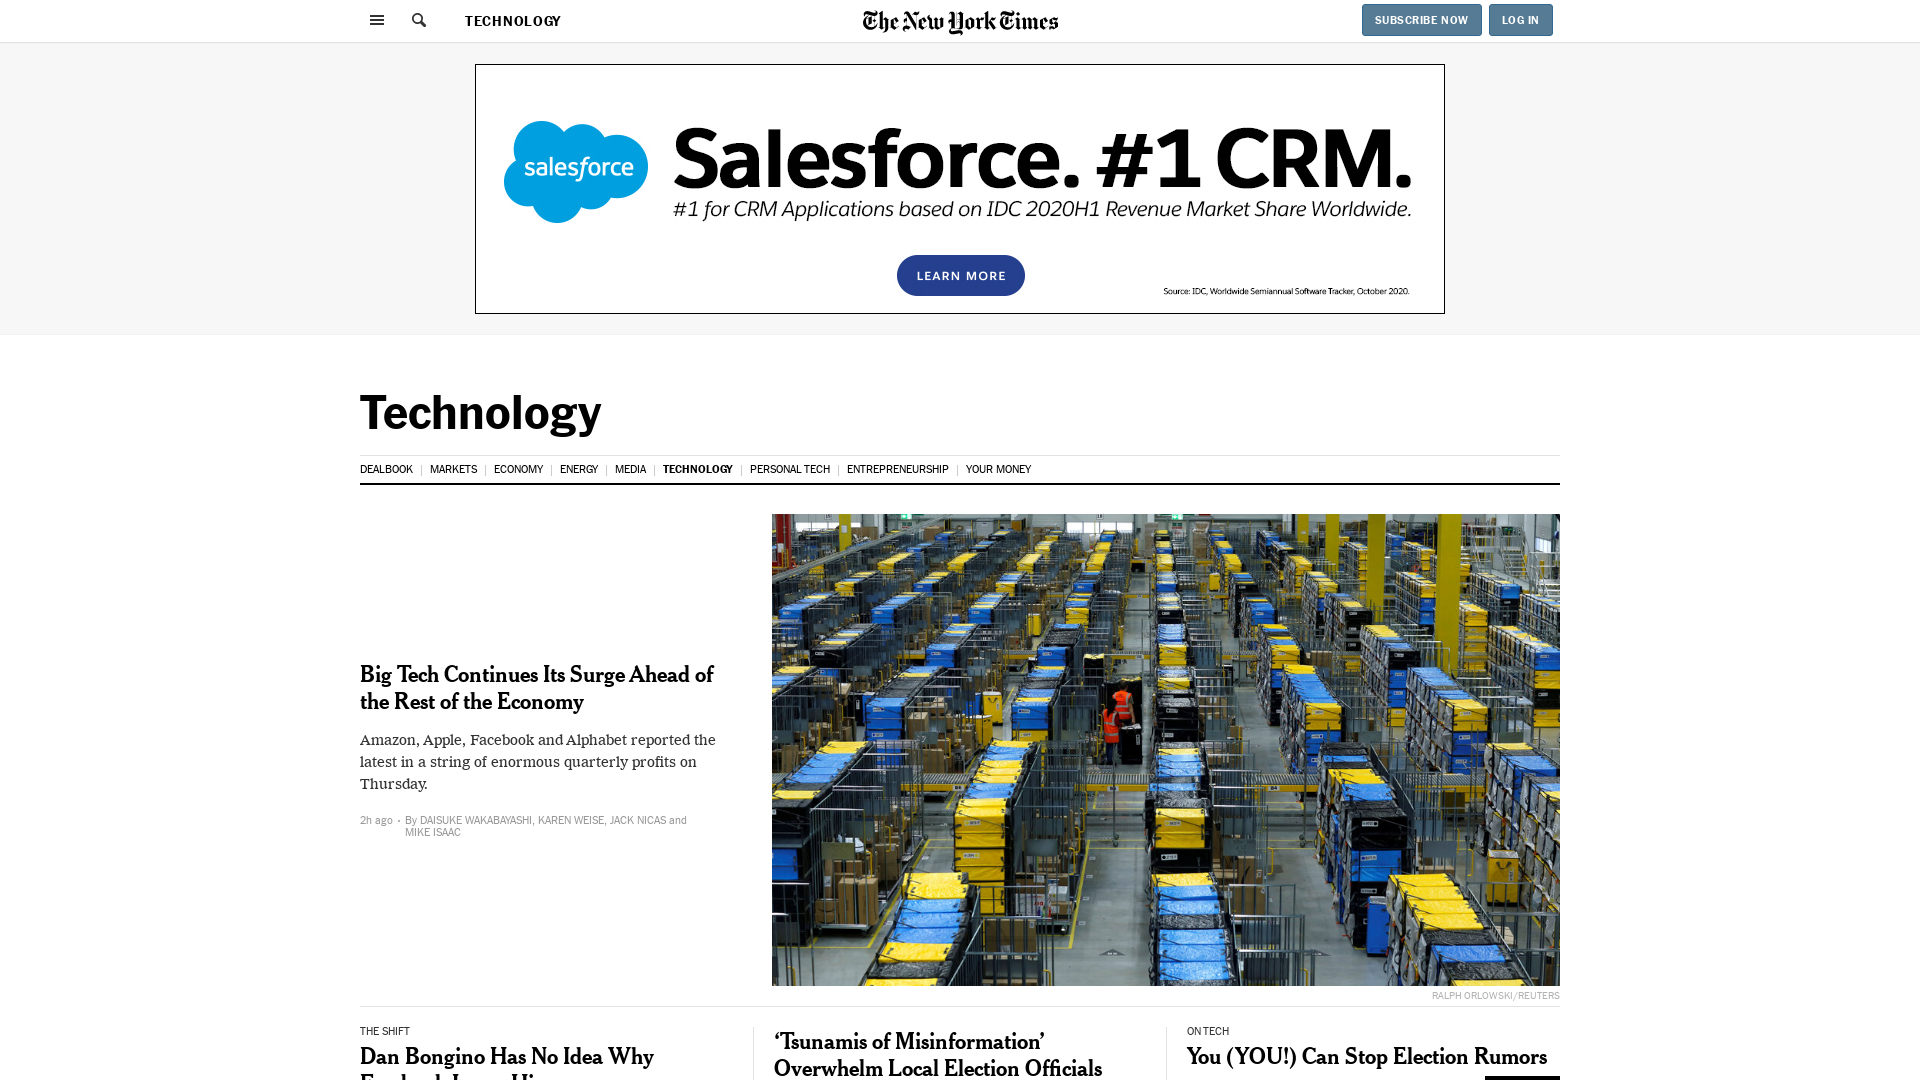 TECHNOLOGY
The New York Times
SUBSCRIBE NOW
LOG IN
salesforce
Salesforce. #1 CRM.
#1 for CRM Applications based on IDC 2020H1 Revenue Market Share Worldwide.
LEARN MORE
Source: IDC, Worldwide Semiannual Software Tracker, October 2020.
Technology
DEALBOOK
MARKETS
ECONOMY
ENERGY
MEDIA
TECHNOLOGY
PERSONAL TECH
ENTREPRENEURSHIP
YOUR MONEY
Big Tech Continues Its Surge Ahead of
the Rest of the Economy
Amazon, Apple, Facebook and Alphabet reported the
latest in a string of enormous quarterly profits on
Thursday.
2h ago • By DAISUKE WAKABAYASHI, KAREN WEISE, JACK NICAS and
MIKE ISAAC
RALPH ORLOWSKI/REUTERS
THE SHIFT
Dan Bongino Has No Idea Why
‘Tsunamis of Misinformation’
Overwhelm Local Election Officials
ON TECH
You (YOU!) Can Stop Election Rumors